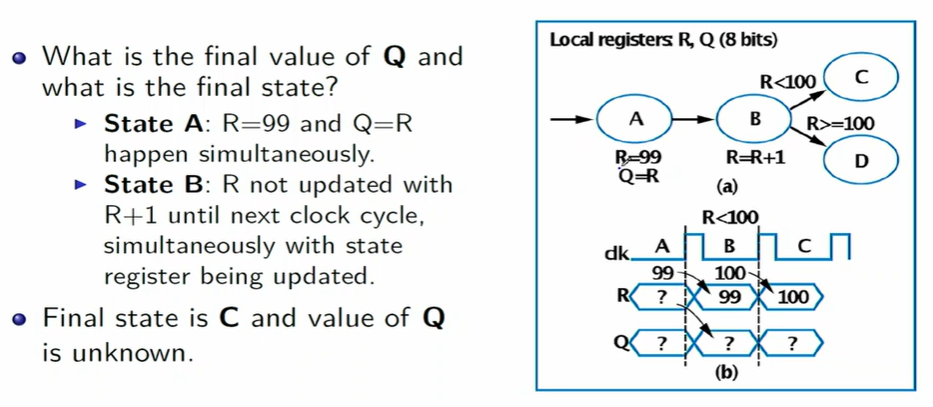 What is the final value of Q and
what is the final state?
State A: R=99 and Q=R
happen simultaneously.
State B: R not updated with
R+1 until next clock cycle,
simultaneously with state
register being updated.
Final state is C and value of Q
is unknown.
Local registers: R, Q (8 bits)
R<100 C
A B
R>=100
R=99 R=R+1 D
Q=R
(a)
R<100
clk A B C
99 100
R ? 99 100
Q ? ? ?
(b)